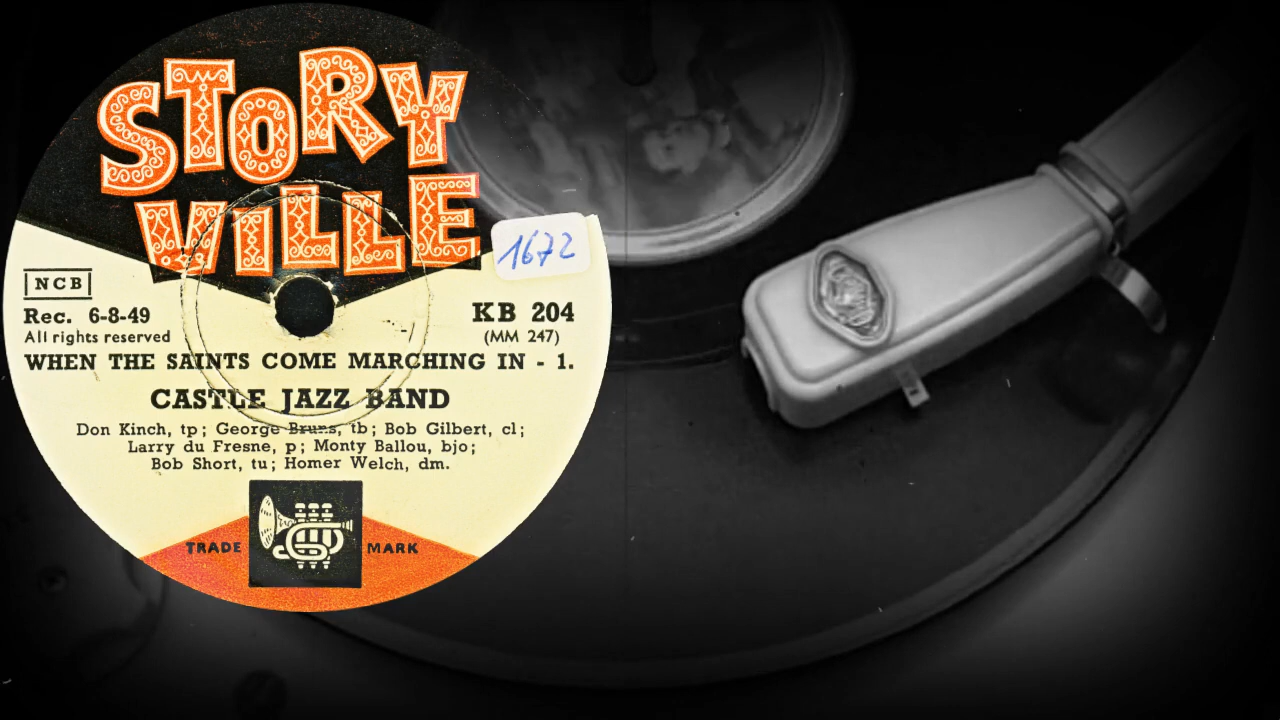 STORY
VILLE
1672
NCB
Rec. 6-8-49
KB 204
All rights reserved
(MM 247)
WHEN THE SAINTS COME MARCHING IN - 1.
CASTLE JAZZ BAND
Don Kinch, tp; George Bruns, tb; Bob Gilbert, cl;
Larry du Fresne, p; Monty Ballou, bjo;
Bob Short, tu; Homer Welch, dm.
TRADE MARK